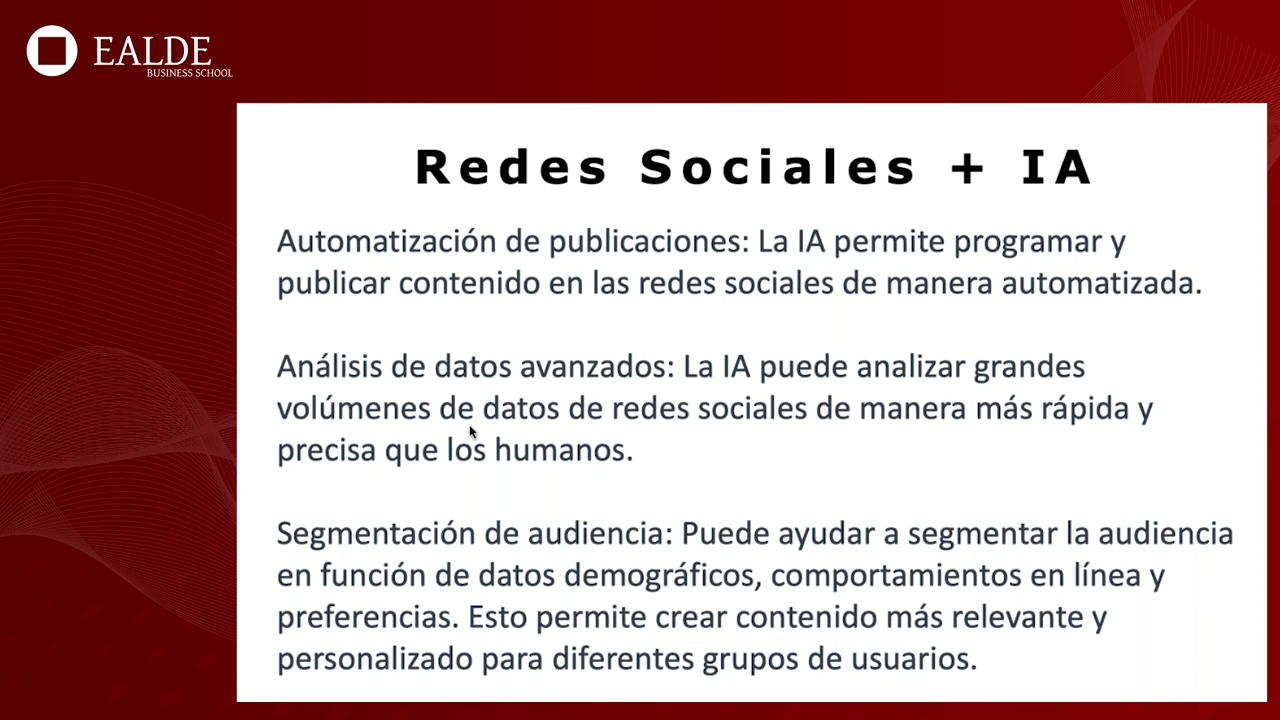 EALDE
BUSINESS SCHOOL
Redes Sociales + IA
Automatización de publicaciones: La IA permite programar y
publicar contenido en las redes sociales de manera automatizada.
Análisis de datos avanzados: La IA puede analizar grandes
volúmenes de datos de redes sociales de manera más rápida y
precisa que los humanos.
Segmentación de audiencia: Puede ayudar a segmentar la audiencia
en función de datos demográficos, comportamientos en línea y
preferencias. Esto permite crear contenido más relevante y
personalizado para diferentes grupos de usuarios.